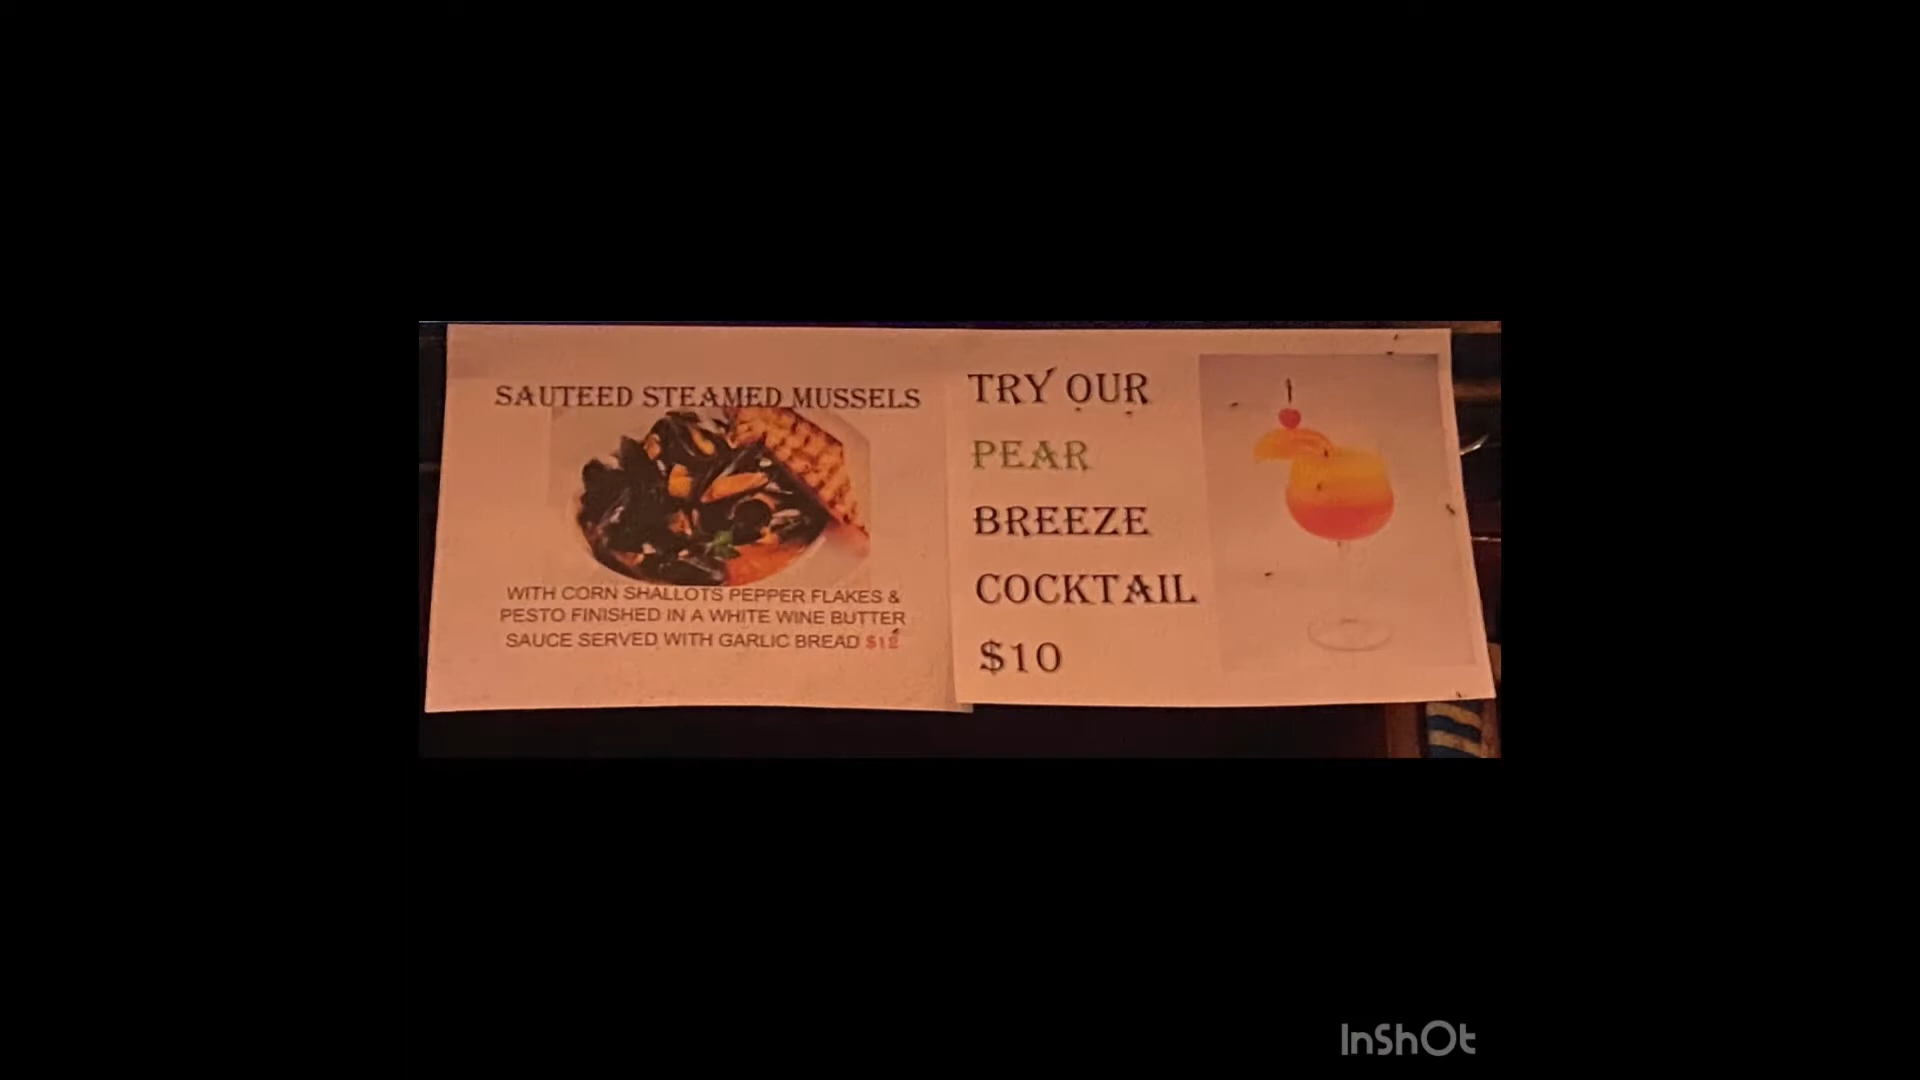 SAUTEED STEAMED MUSSELS
WITH CORN SHALLOTS PEPPER FLAKES &
PESTO FINISHED IN A WHITE WINE BUTTER
SAUCE SERVED WITH GARLIC BREAD $12
TRY OUR
PEAR
BREEZE
COCKTAIL
$10
InShOt